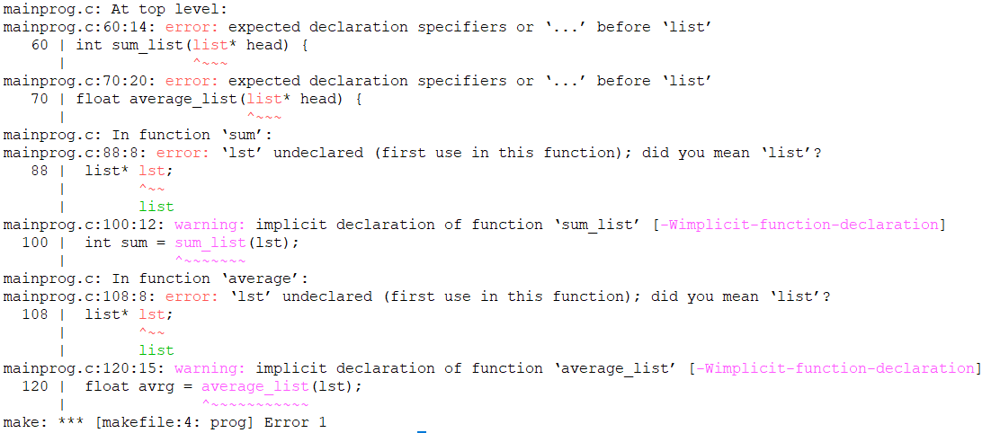 mainprog.c: At top level:
mainprog.c:60:14: error: expected declaration specifiers or ‘...’ before ‘list’
   60 | int sum_list(list* head) {
      |              ^~~~
mainprog.c:70:20: error: expected declaration specifiers or ‘...’ before ‘list’
   70 | float average_list(list* head) {
      |                    ^~~~
mainprog.c: In function ‘sum’:
mainprog.c:88:8: error: ‘lst’ undeclared (first use in this function); did you mean ‘list’?
   88 |  list* lst;
      |        ^~~
      |        list
mainprog.c:100:12: warning: implicit declaration of function ‘sum_list’ [-Wimplicit-function-declaration]
  100 |  int sum = sum_list(lst);
      |            ^~~~~~~~
mainprog.c: In function ‘average’:
mainprog.c:108:8: error: ‘lst’ undeclared (first use in this function); did you mean ‘list’?
  108 |  list* lst;
      |        ^~~
      |        list
mainprog.c:120:15: warning: implicit declaration of function ‘average_list’ [-Wimplicit-function-declaration]
  120 |  float avrg = average_list(lst);
      |               ^~~~~~~~~~~~
make: *** [makefile:4: prog] Error 1